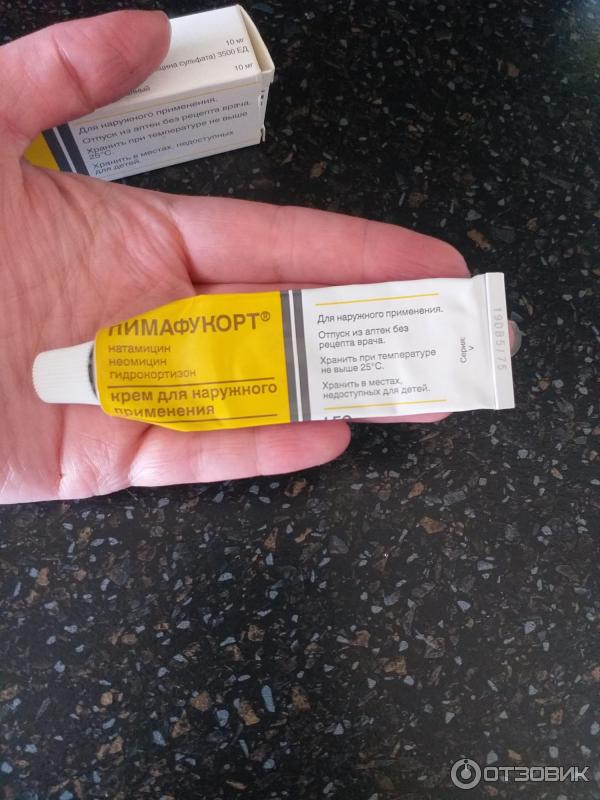 10 мг
цина сульфата) 3500 ЕД
10 мг
Для наружного применения.
Отпуск из аптек без рецепта врача.
Хранить при температуре не выше
25°C.
Хранить в местах, недоступных
для детей.
ПИМАФУКОРТ®
натамицин
неомицин
гидрокортизон
крем для наружного
применения
Для наружного применения.
Отпуск из аптек без
рецепта врача.
Хранить при температуре
не выше 25°C.
Хранить в местах,
недоступных для детей.
Серия:
ОТЗОВИК